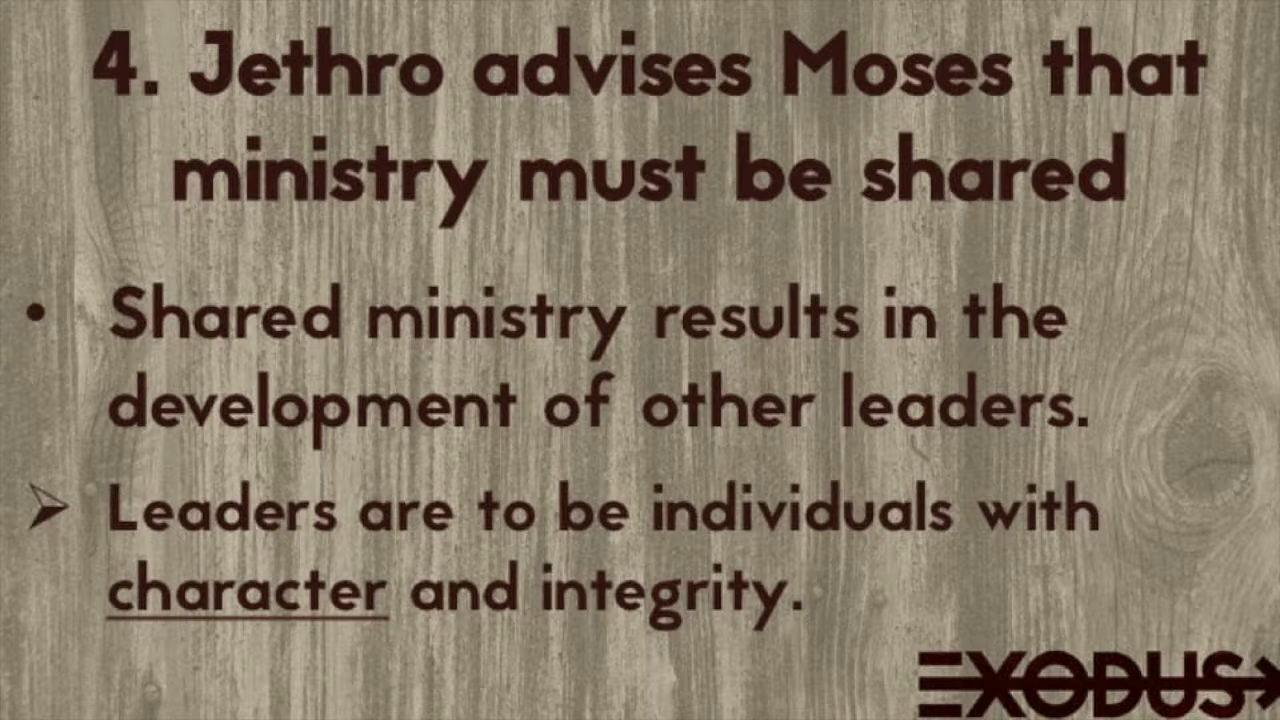 4. Jethro advises Moses that
ministry must be shared
• Shared ministry results in the
development of other leaders.
➢ Leaders are to be individuals with
character and integrity.
EXODUS